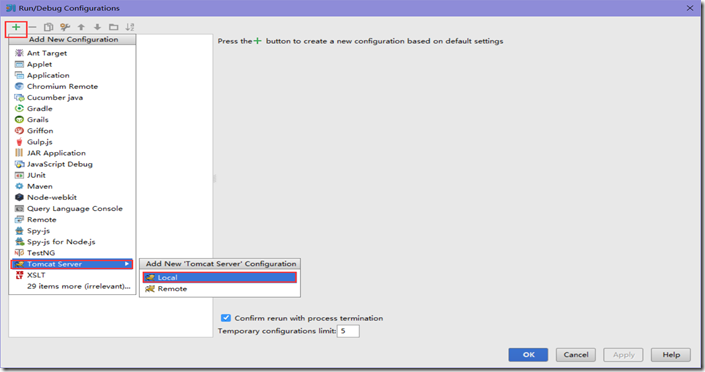 Run/Debug Configurations
Add New Configuration
Press the + button to create a new configuration based on default settings
Ant Target
Applet
Application
Chromium Remote
Cucumber java
Gradle
Grails
Griffon
Gulp.js
JAR Application
JavaScript Debug
JUnit
Maven
Node-webkit
Query Language Console
Remote
Spy-js
Spy-js for Node.js
TestNG
Tomcat Server
XSLT
29 items more (irrelevant)...
Add New 'Tomcat Server' Configuration
Local
Remote
Confirm rerun with process termination
Temporary configurations limit: 5
OK Cancel Apply Help